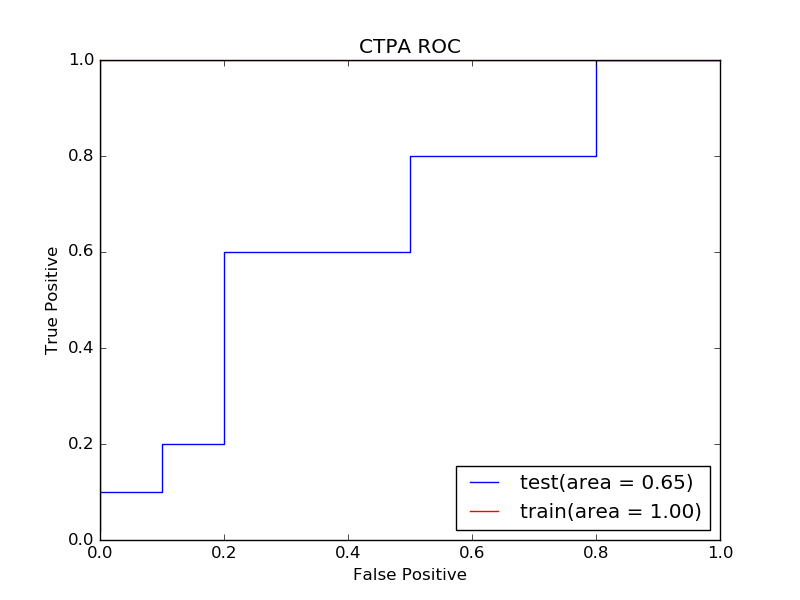 CTPA ROC
1.0
0.8
0.6
0.4
0.2
0.0
True Positive
test(area = 0.65)
train(area = 1.00)
0.0 0.2 0.4 0.6 0.8 1.0
False Positive